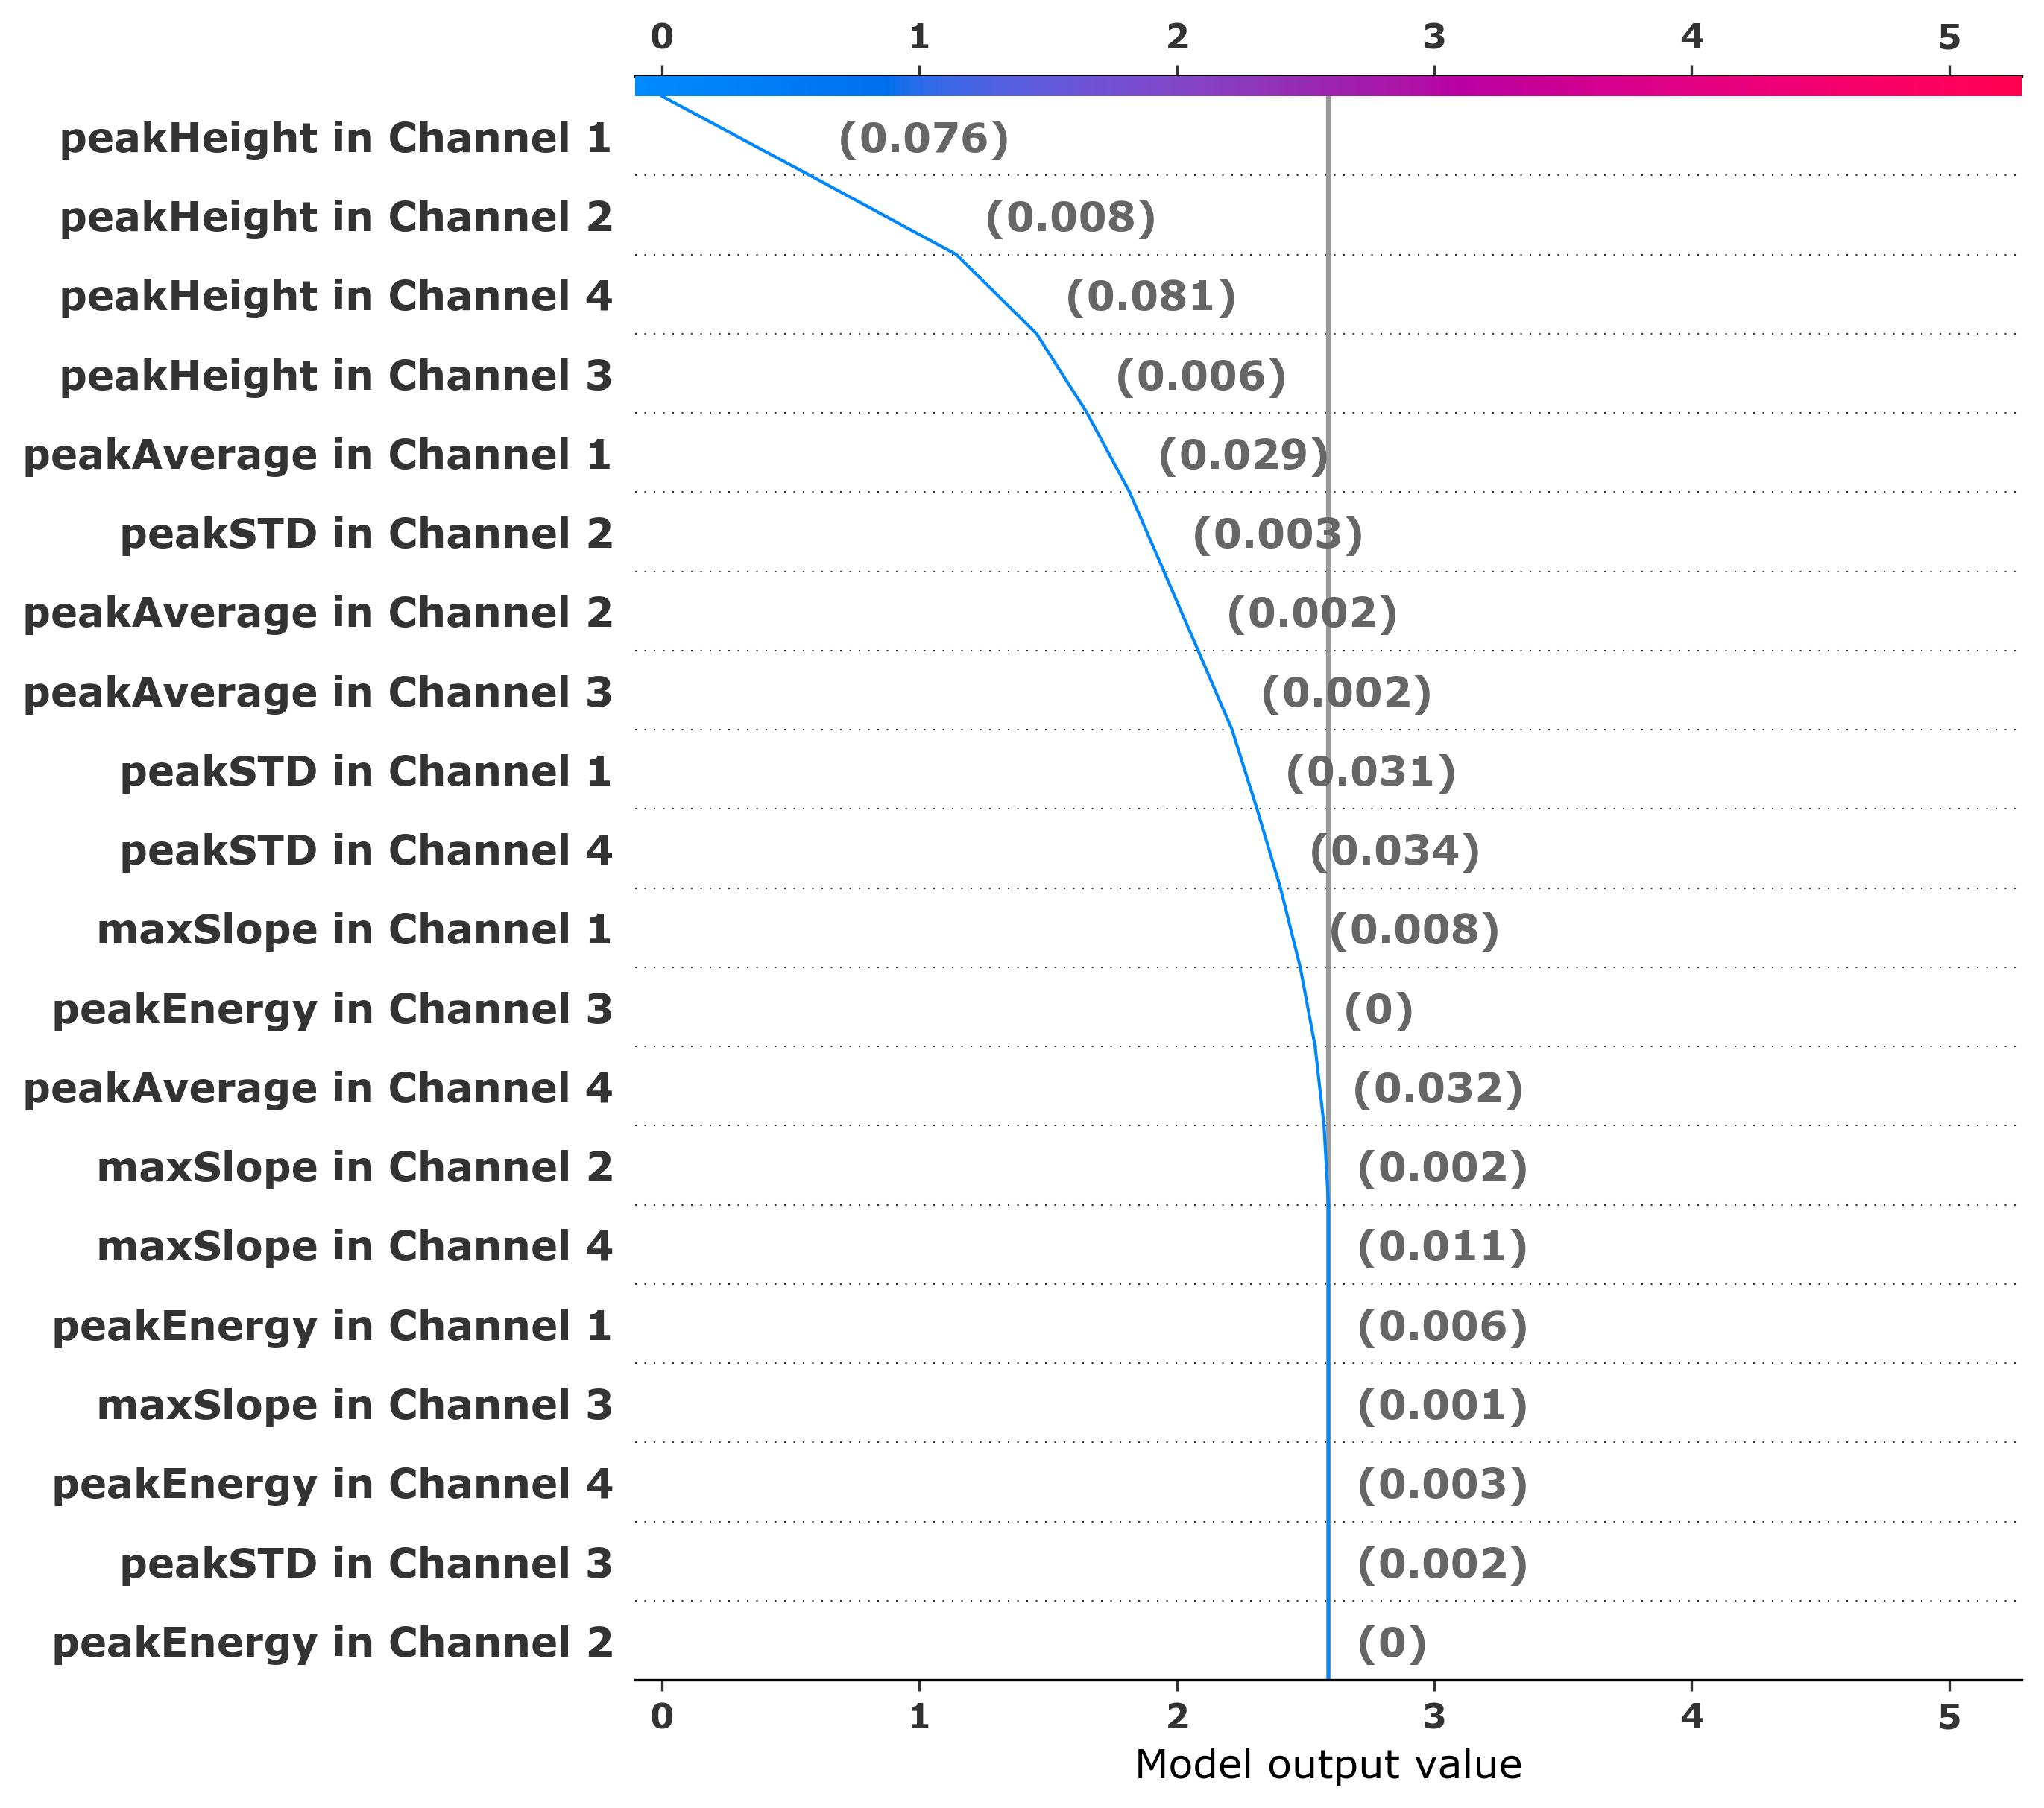 0 1 2 3 4 5
peakHeight in Channel 1 (0.076)
peakHeight in Channel 2 (0.008)
peakHeight in Channel 4 (0.081)
peakHeight in Channel 3 (0.006)
peakAverage in Channel 1 (0.029)
peakSTD in Channel 2 (0.003)
peakAverage in Channel 2 (0.002)
peakAverage in Channel 3 (0.002)
peakSTD in Channel 1 (0.031)
peakSTD in Channel 4 (0.034)
maxSlope in Channel 1 (0.008)
peakEnergy in Channel 3 (0)
peakAverage in Channel 4 (0.032)
maxSlope in Channel 2 (0.002)
maxSlope in Channel 4 (0.011)
peakEnergy in Channel 1 (0.006)
maxSlope in Channel 3 (0.001)
peakEnergy in Channel 4 (0.003)
peakSTD in Channel 3 (0.002)
peakEnergy in Channel 2 (0)
0 1 2 3 4 5
Model output value